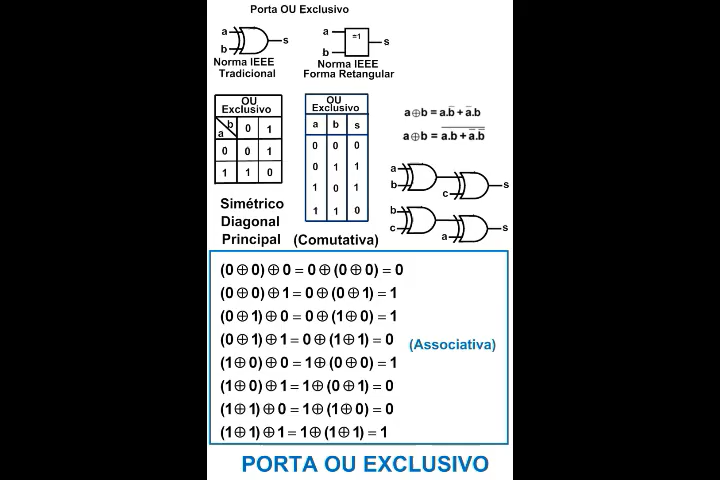 Porta OU Exclusivo
a
b
s
a
b
=1
s
Norma IEEE
Tradicional
Norma IEEE
Forma Retangular
OU
Exclusivo
b
a
0 1
0 0 1
1 1 0
Simétrico
Diagonal
Principal
OU
Exclusivo
a b s
0 0 0
0 1 1
1 0 1
1 1 0
(Comutativa)
a⊕b = a.b̅ + a̅.b
a⊕b = \overline{a.b + a̅.b̅}
a
b
c
s
b
c
a
s
(0 ⊕ 0) ⊕ 0 = 0 ⊕ (0 ⊕ 0) = 0
(0 ⊕ 0) ⊕ 1 = 0 ⊕ (0 ⊕ 1) = 1
(0 ⊕ 1) ⊕ 0 = 0 ⊕ (1 ⊕ 0) = 1
(0 ⊕ 1) ⊕ 1 = 0 ⊕ (1 ⊕ 1) = 0
(1 ⊕ 0) ⊕ 0 = 1 ⊕ (0 ⊕ 0) = 1
(1 ⊕ 0) ⊕ 1 = 1 ⊕ (0 ⊕ 1) = 0
(1 ⊕ 1) ⊕ 0 = 1 ⊕ (1 ⊕ 0) = 0
(1 ⊕ 1) ⊕ 1 = 1 ⊕ (1 ⊕ 1) = 1
(Associativa)
PORTA OU EXCLUSIVO